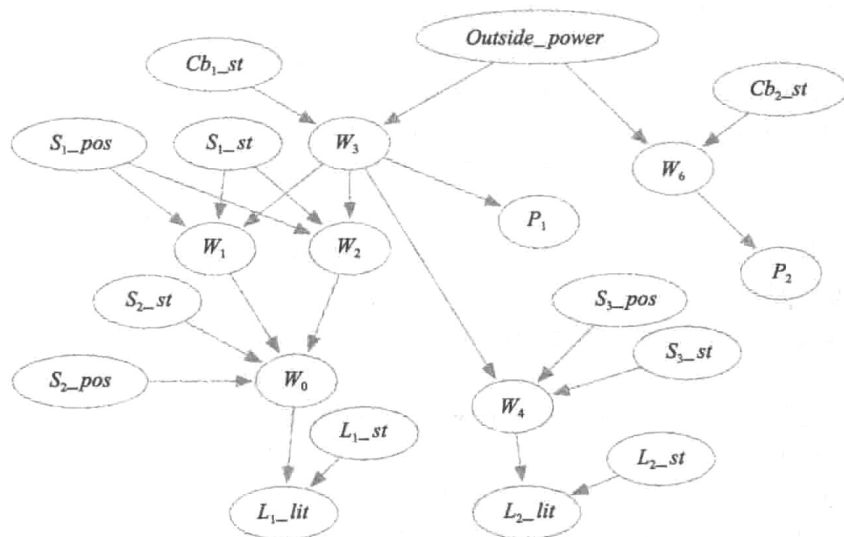 Outside_power
Cb₁_st
Cb₂_st
S₁_pos
S₁_st
W₃
W₆
W₁
W₂
P₁
P₂
S₂_st
S₃_pos
S₃_st
S₂_pos
W₀
W₄
L₁_st
L₂_st
L₁_lit
L₂_lit